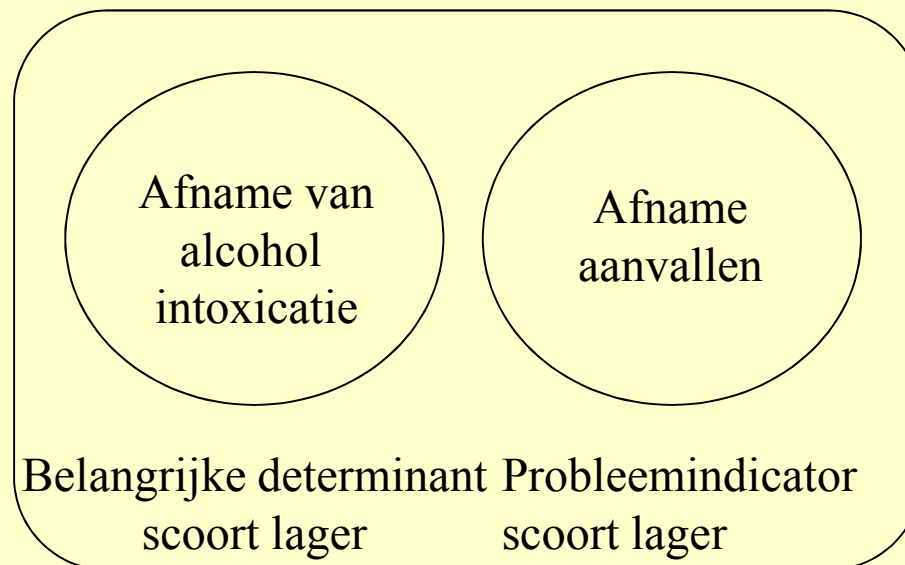 Afname van
alcohol
intoxicatie
Afname
aanvallen
Belangrijke determinant
scoort lager
Probleemindicator
scoort lager